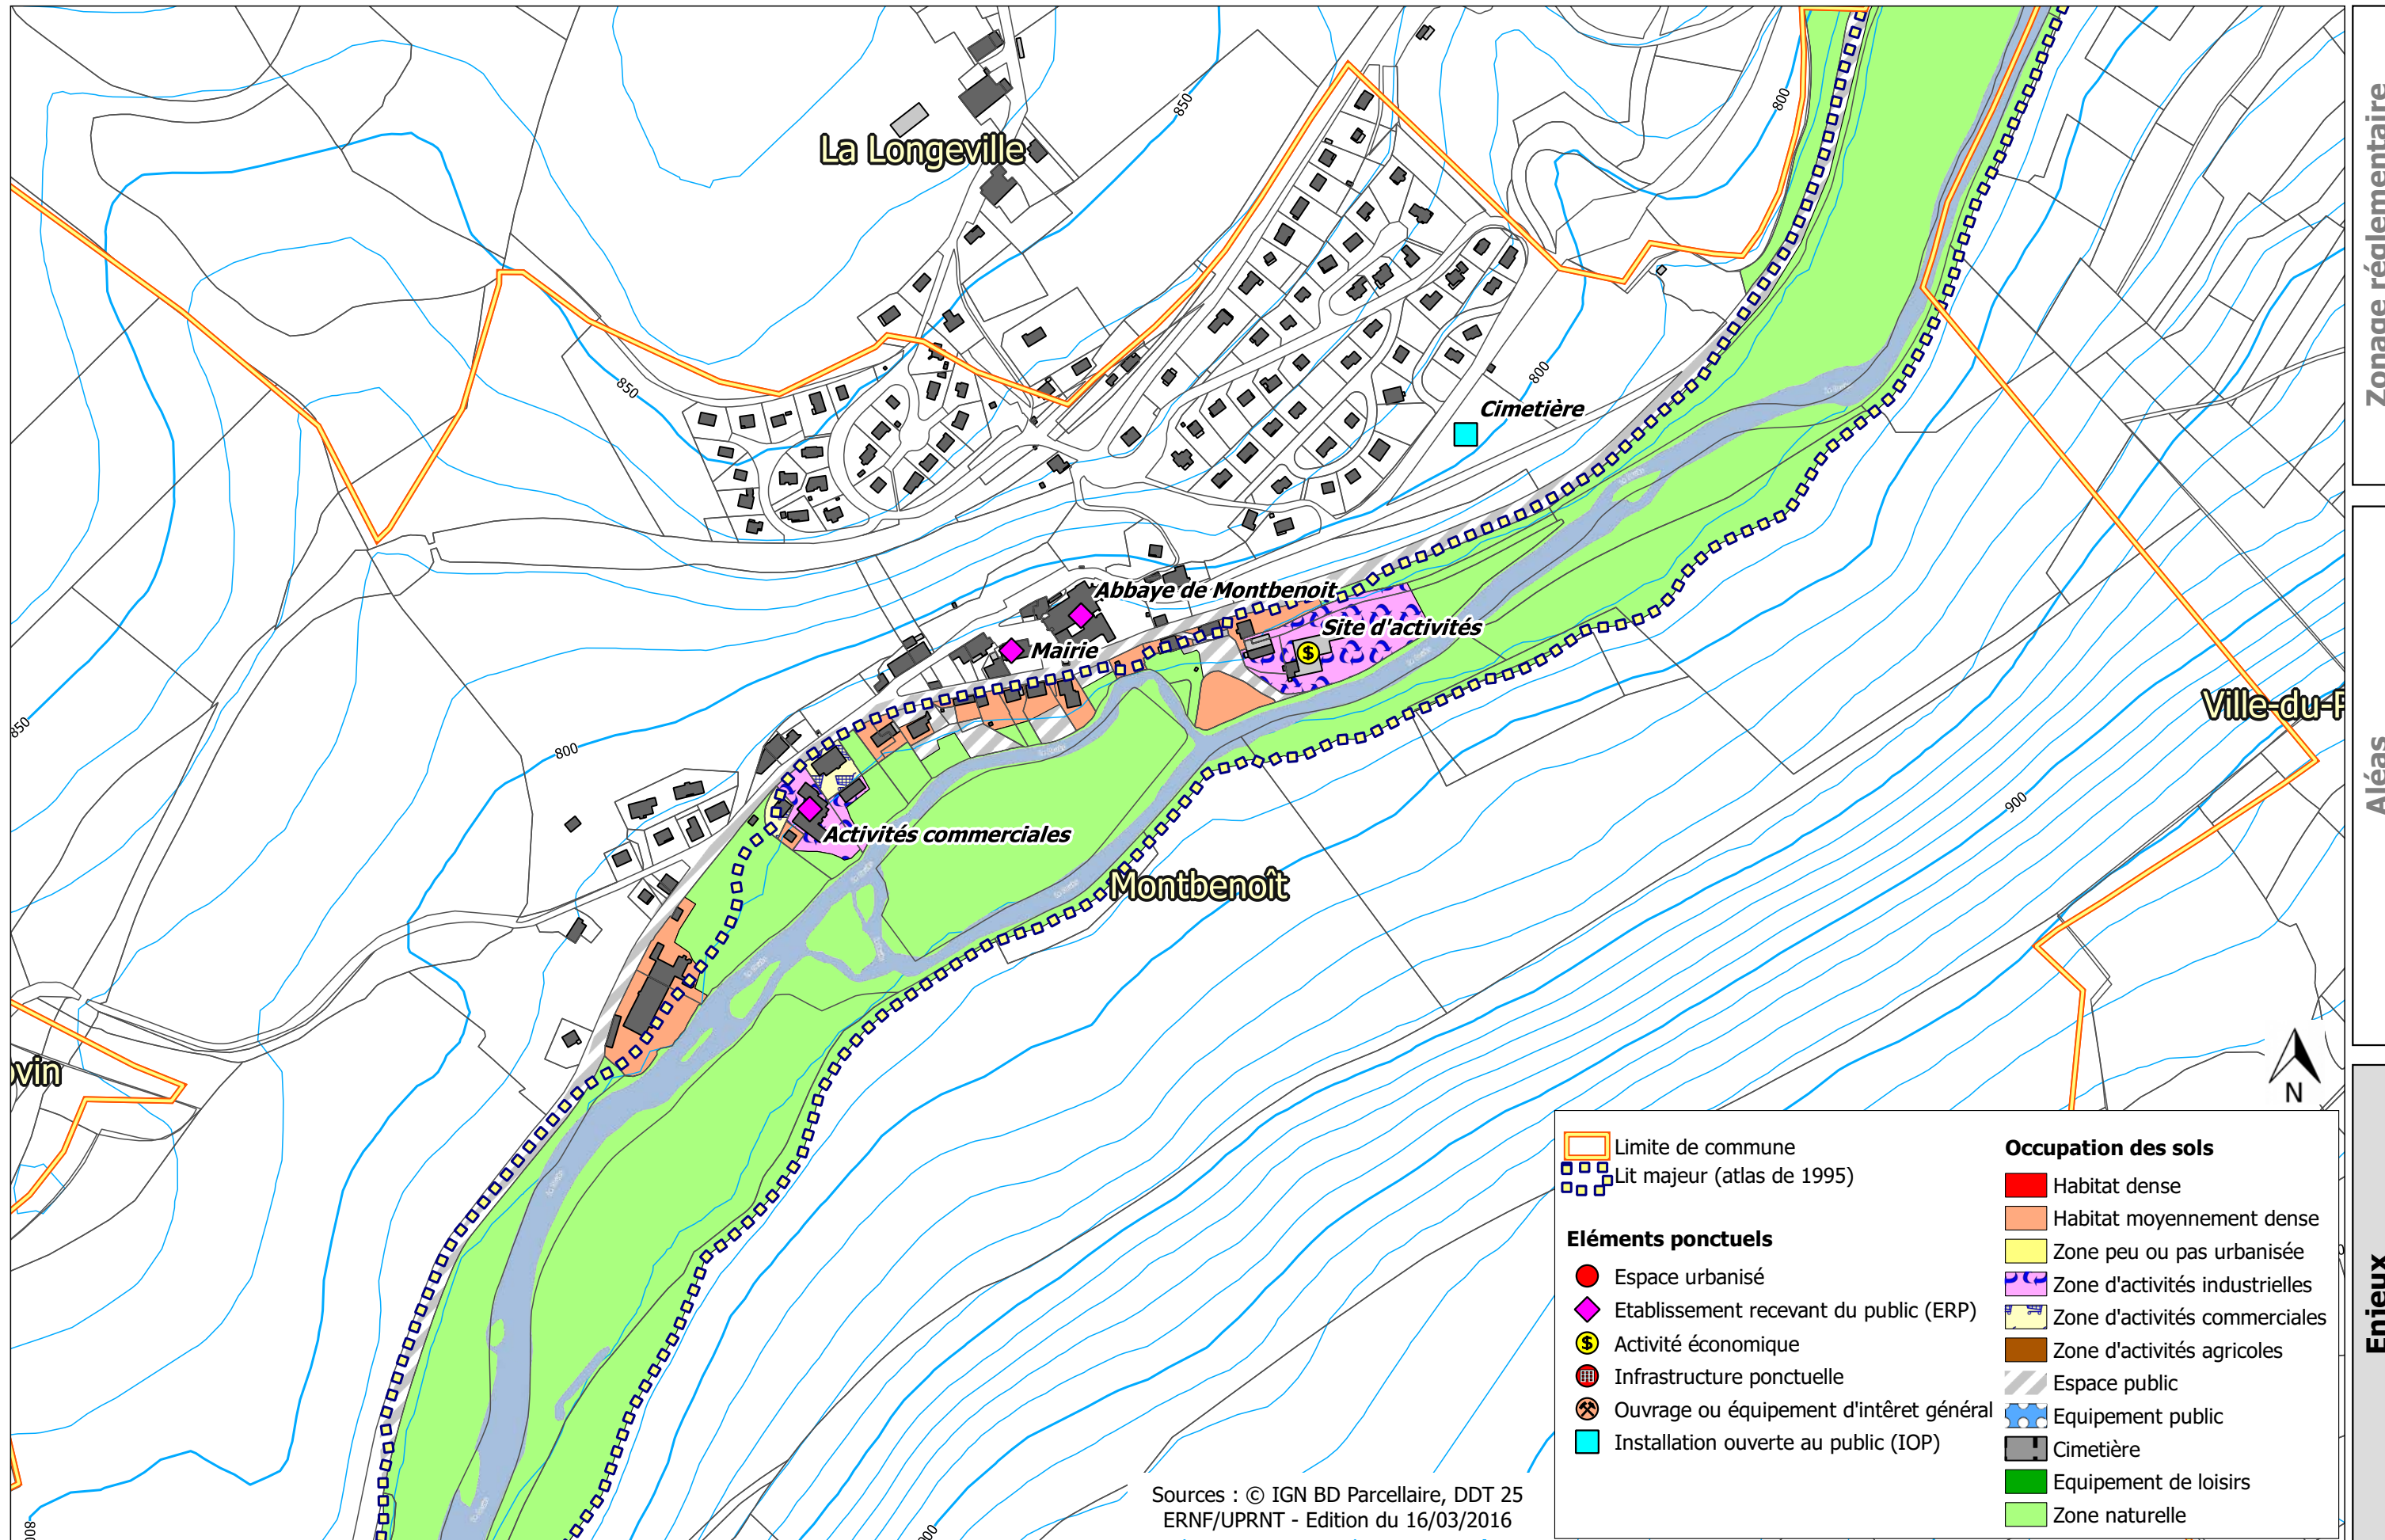 La Longeville
850
800
850
800
Cimetière
Abbaye de Montbenoit
Site d'activités
Mairie
850
800
Ville-du-P
Activités commerciales
900
Montbenoît
vin
N
Limite de commune
Lit majeur (atlas de 1995)
Eléments ponctuels
Espace urbanisé
Etablissement recevant du public (ERP)
$ Activité économique
Infrastructure ponctuelle
Ouvrage ou équipement d'intêret général
Installation ouverte au public (IOP)
Occupation des sols
Habitat dense
Habitat moyennement dense
Zone peu ou pas urbanisée
Zone d'activités industrielles
Zone d'activités commerciales
Zone d'activités agricoles
Espace public
Equipement public
Cimetière
Equipement de loisirs
Zone naturelle
Sources : © IGN BD Parcellaire, DDT 25
ERNF/UPRNT - Edition du 16/03/2016
Zonage réglementaire
Aléas
Enjeux